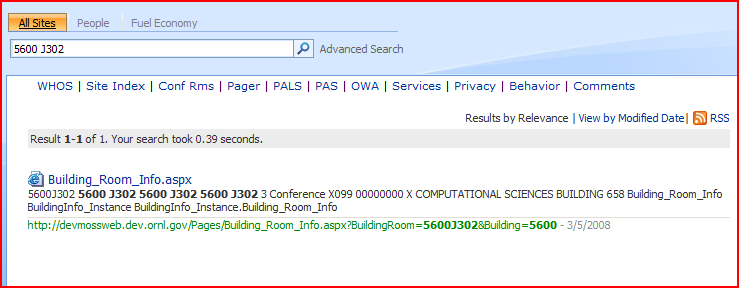 All Sites People Fuel Economy
5600 J302 Advanced Search
WHOS | Site Index | Conf Rms | Pager | PALS | PAS | OWA | Services | Privacy | Behavior | Comments
Results by Relevance | View by Modified Date | RSS
Result 1-1 of 1. Your search took 0.39 seconds.
Building_Room_Info.aspx
5600J302 5600 J302 5600 J302 5600 J302 3 Conference X099 00000000 X COMPUTATIONAL SCIENCES BUILDING 658 Building_Room_Info
BuildingInfo_Instance BuildingInfo_Instance.Building_Room_Info
http://devmossweb.dev.ornl.gov/Pages/Building_Room_Info.aspx?BuildingRoom=5600J302&Building=5600 - 3/5/2008